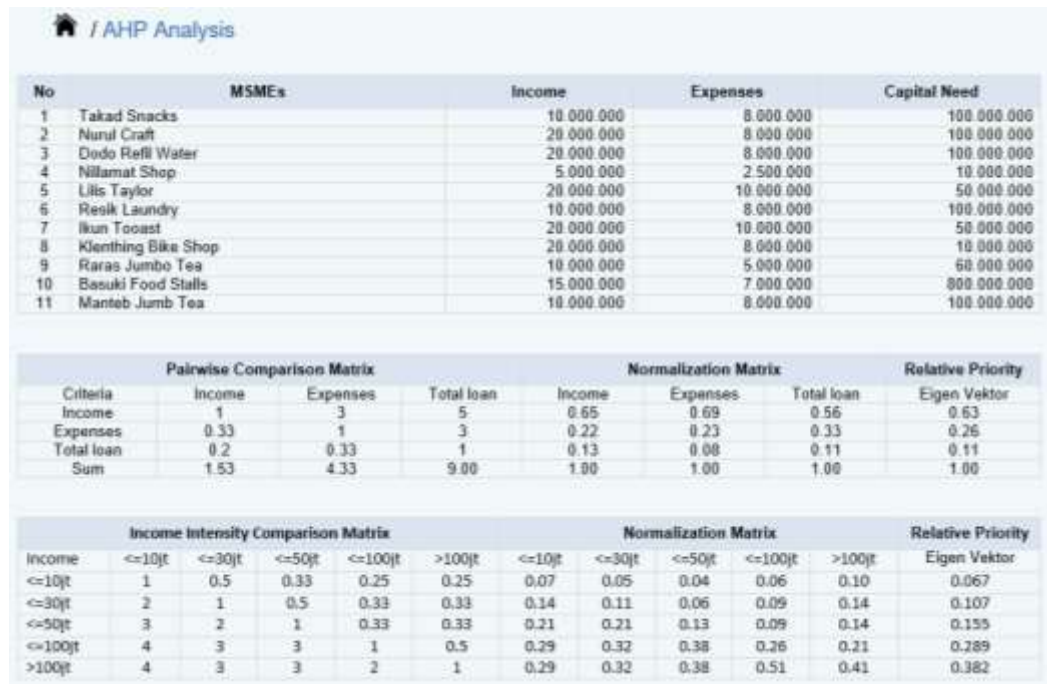 / AHP Analysis
No MSMEs Income Expenses Capital Need
1 Takad Snacks 10.000.000 8.000.000 100.000.000
2 Nurul Craft 20.000.000 8.000.000 100.000.000
3 Dodo Refil Water 20.000.000 8.000.000 100.000.000
4 Nillamat Shop 5.000.000 2.500.000 10.000.000
5 Lilis Taylor 20.000.000 10.000.000 50.000.000
6 Resik Laundry 10.000.000 8.000.000 100.000.000
7 Ikun Tooast 20.000.000 10.000.000 50.000.000
8 Klenthing Bike Shop 20.000.000 8.000.000 10.000.000
9 Raras Jumbo Tea 10.000.000 5.000.000 60.000.000
10 Basuki Food Stalls 15.000.000 7.000.000 800.000.000
11 Manteb Jumb Tea 10.000.000 8.000.000 100.000.000
Pairwise Comparison Matrix Normalization Matrix Relative Priority
Criteria Income Expenses Total loan Income Expenses Total loan Eigen Vektor
Income 1 3 5 0.65 0.69 0.56 0.63
Expenses 0.33 1 3 0.22 0.23 0.33 0.26
Total loan 0.2 0.33 1 0.13 0.08 0.11 0.11
Sum 1.53 4.33 9.00 1.00 1.00 1.00 1.00
Income Intensity Comparison Matrix Normalization Matrix Relative Priority
Income <=10jt <=30jt <=50jt <=100jt >100jt <=10jt <=30jt <=50jt <=100jt >100jt Eigen Vektor
<=10jt 1 0.5 0.33 0.25 0.25 0.07 0.05 0.04 0.06 0.10 0.067
<=30jt 2 1 0.5 0.33 0.33 0.14 0.11 0.06 0.09 0.14 0.107
<=50jt 3 2 1 0.33 0.33 0.21 0.21 0.13 0.09 0.14 0.155
<=100jt 4 3 3 1 0.5 0.29 0.32 0.38 0.26 0.21 0.289
>100jt 4 3 3 2 1 0.29 0.32 0.38 0.51 0.41 0.382